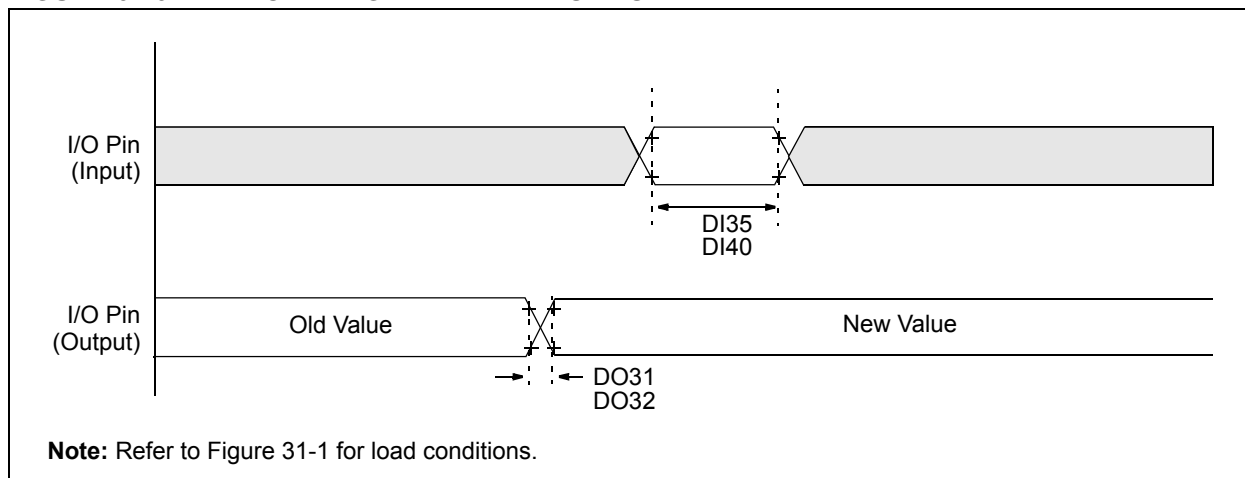 I/O Pin
(Input)
DI35
DI40
I/O Pin
(Output)
Old Value
New Value
DO31
DO32
Note: Refer to Figure 31-1 for load conditions.